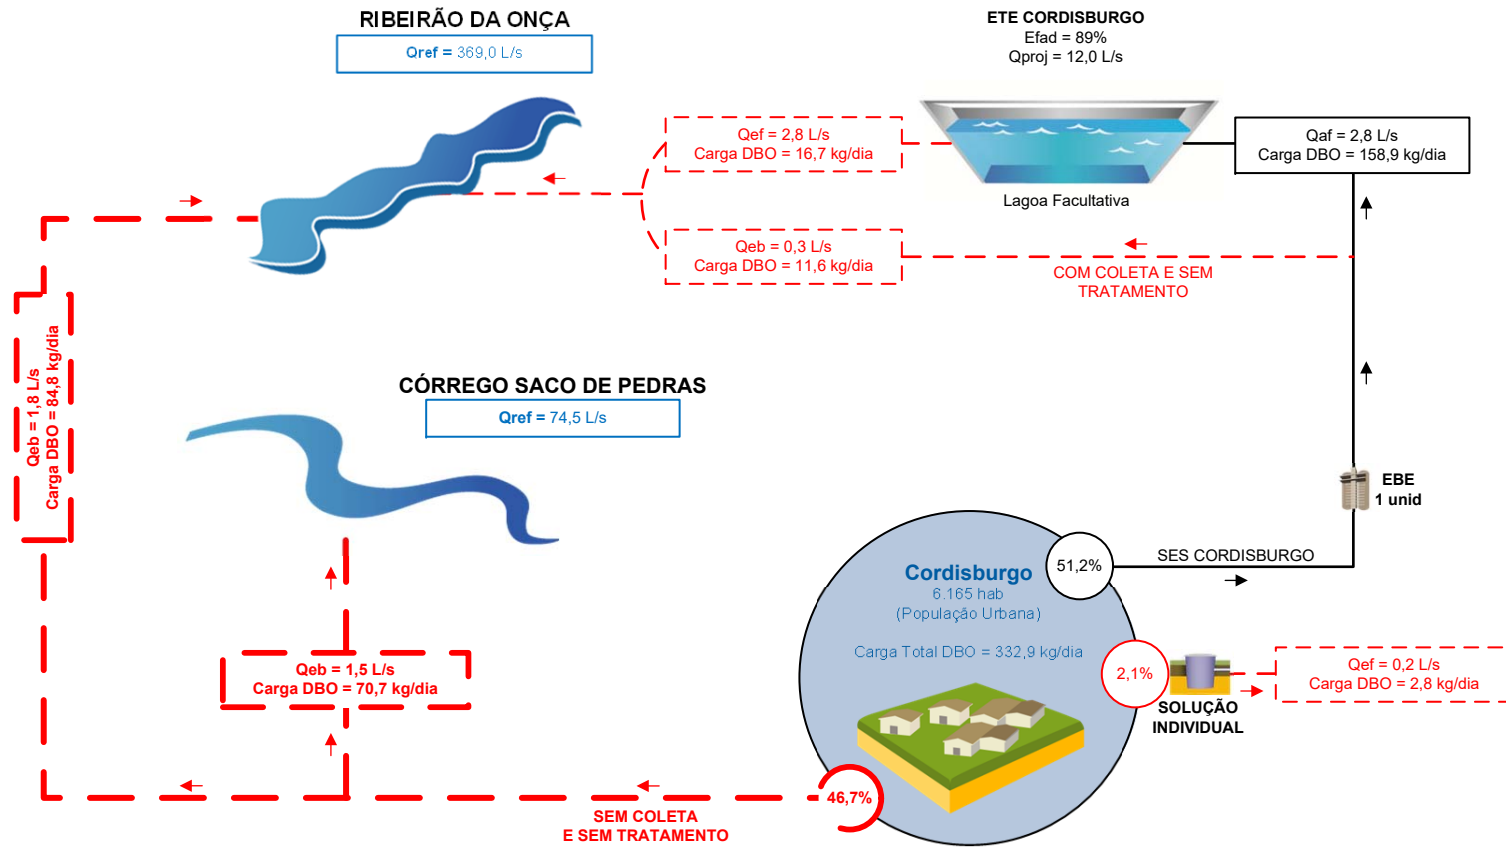 RIBEIRÃO DA ONÇA
Qref = 369,0 L/s
ETE CORDISBURGO
Efad = 89%
Qproj = 12,0 L/s
Qef = 2,8 L/s
Carga DBO = 16,7 kg/dia
Qaf = 2,8 L/s
Carga DBO = 158,9 kg/dia
Lagoa Facultativa
Qeb = 0,3 L/s
Carga DBO = 11,6 kg/dia
COM COLETA E SEM
TRATAMENTO
Qeb = 1,8 L/s
Carga DBO = 84,8 kg/dia
CÓRREGO SACO DE PEDRAS
Qref = 74,5 L/s
EBE
1 unid
51,2%
SES CORDISBURGO
Cordisburgo
6.165 hab
(População Urbana)
Carga Total DBO = 332,9 kg/dia
2,1%
SOLUÇÃO
INDIVIDUAL
Qef = 0,2 L/s
Carga DBO = 2,8 kg/dia
Qeb = 1,5 L/s
Carga DBO = 70,7 kg/dia
46,7%
SEM COLETA
E SEM TRATAMENTO